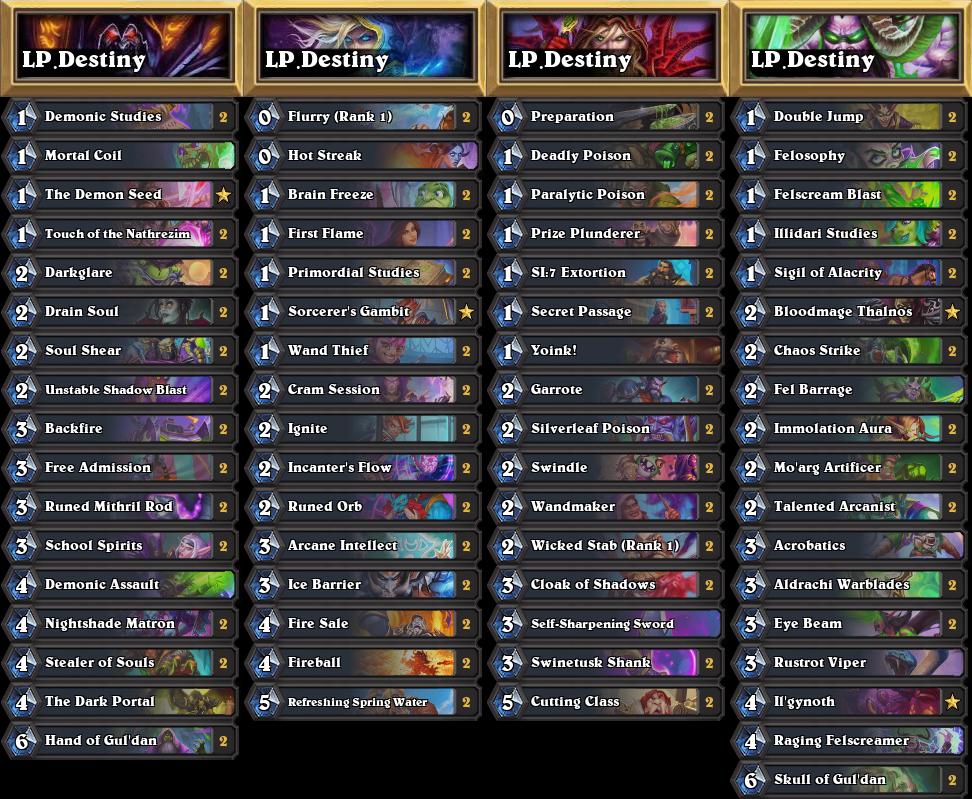 LP.Destiny
1 Demonic Studies 2
1 Mortal Coil
1 The Demon Seed ★
1 Touch of the Nathrezim 2
2 Darkglare 2
2 Drain Soul 2
2 Soul Shear 2
2 Unstable Shadow Blast 2
3 Backfire 2
3 Free Admission 2
3 Runed Mithril Rod 2
3 School Spirits 2
4 Demonic Assault
4 Nightshade Matron 2
4 Stealer of Souls 2
4 The Dark Portal 2
6 Hand of Gul'dan 2
LP.Destiny
0 Flurry (Rank 1) 2
0 Hot Streak
1 Brain Freeze 2
1 First Flame 2
1 Primordial Studies 2
1 Sorcerer's Gambit ★
1 Wand Thief 2
2 Cram Session 2
2 Ignite 2
2 Incanter's Flow 2
2 Runed Orb 2
3 Arcane Intellect 2
3 Ice Barrier 2
4 Fire Sale 2
4 Fireball 2
5 Refreshing Spring Water 2
LP.Destiny
0 Preparation 2
1 Deadly Poison 2
1 Paralytic Poison 2
1 Prize Plunderer 2
1 SI:7 Extortion 2
1 Secret Passage 2
1 Yoink!
2 Garrote 2
2 Silverleaf Poison 2
2 Swindle 2
2 Wandmaker 2
2 Wicked Stab (Rank 1) 2
3 Cloak of Shadows 2
3 Self-Sharpening Sword
3 Swinetusk Shank 2
5 Cutting Class 2
LP.Destiny
1 Double Jump 2
1 Felosophy 2
1 Felscream Blast 2
1 Illidari Studies 2
1 Sigil of Alacrity 2
2 Bloodmage Thalnos ★
2 Chaos Strike 2
2 Fel Barrage
2 Immolation Aura 2
2 Mo'arg Artificer 2
2 Talented Arcanist 2
3 Acrobatics
3 Aldrachi Warblades 2
3 Eye Beam 2
3 Rustrot Viper
4 Il'gynoth ★
4 Raging Felscreamer
6 Skull of Gul'dan 2